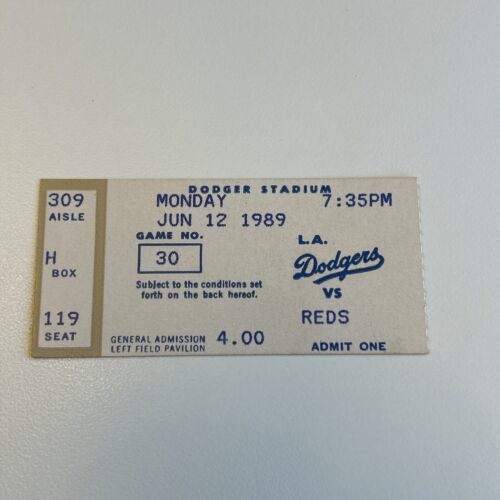 309
AISLE
H
BOX
119
SEAT
DODGER STADIUM
MONDAY 7:35PM
JUN 12 1989
GAME NO.
30
Subject to the conditions set
forth on the back hereof.
L.A.
Dodgers
VS
REDS
GENERAL ADMISSION
LEFT FIELD PAVILION
4.00
ADMIT ONE